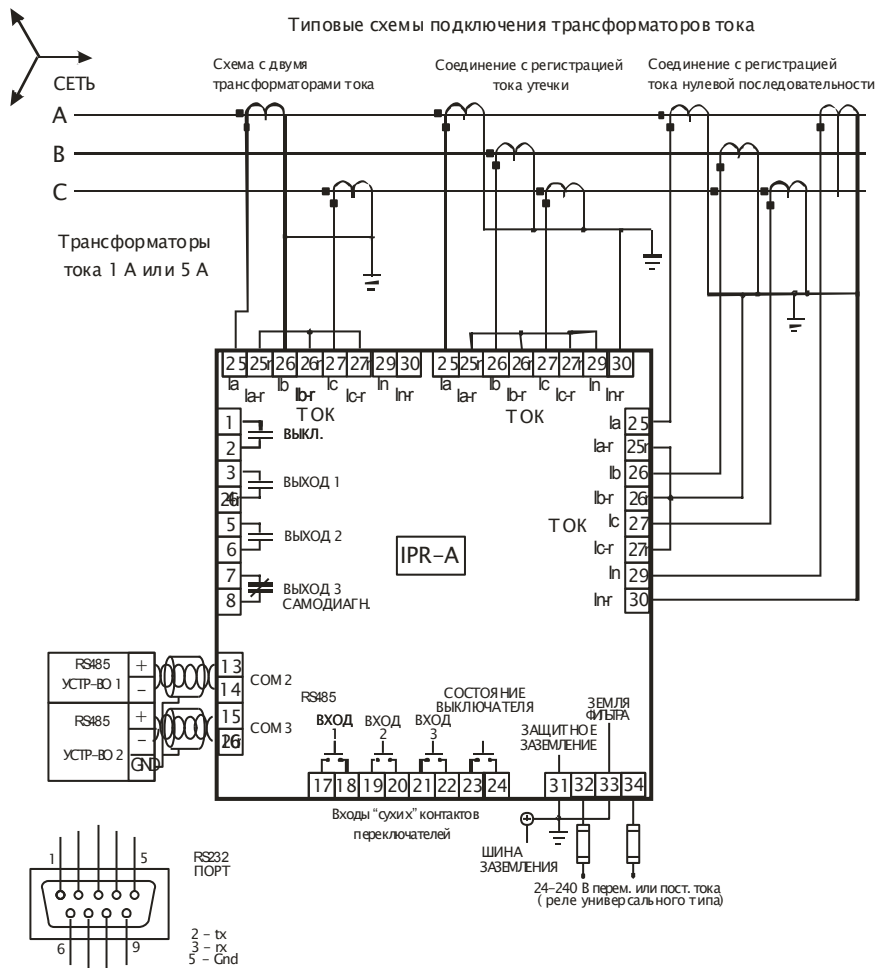 Типовые схемы подключения трансформаторов тока
СЕТЬ
Схема с двумя
трансформаторами тока
Соединение с регистрацией
тока утечки
Соединение с регистрацией
тока нулевой последовательности
A
B
C
Трансформаторы
тока 1 А или 5 А
25 25r 26 26r 27 27r 29 30
Ia Ia-r Ib Ib-r Ic Ic-r In In-r
ТОК
25 25r 26 26r 27 27r 29 30
Ia Ia-r Ib Ib-r Ic Ic-r In In-r
ТОК
Ia 25
Ia-r 25r
Ib 26
Ib-r 26r
Ic 27
Ic-r 27r
In 29
In-r 30
ТОК
1
2
ВЫКЛ.
3
ВЫХОД 1
5
6
ВЫХОД 2
7
8
ВЫХОД 3
САМОДИАГН.
IPR-A
RS485
УСТР-ВО 1
+
–
13
14
COM 2
RS485
УСТР-ВО 2
+
–
GND
15
COM 3
RS485
ВХОД
1
ВХОД
2
ВХОД
3
СОСТОЯНИЕ
ВЫКЛЮЧАТЕЛЯ
ЗАЩИТНОЕ
ЗАЗЕМЛЕНИЕ
ЗЕМЛЯ
ФИЛЬТРА
17 18 19 20 21 22 23 24
31 32 33 34
Входы “сухих” контактов
переключателей
ШИНА
ЗАЗЕМЛЕНИЯ
24-240 В перем. или пост. тока
( реле универсального типа)
1
5
6
9
RS232
ПОРТ
2 – tx
3 – rx
5 – Gnd